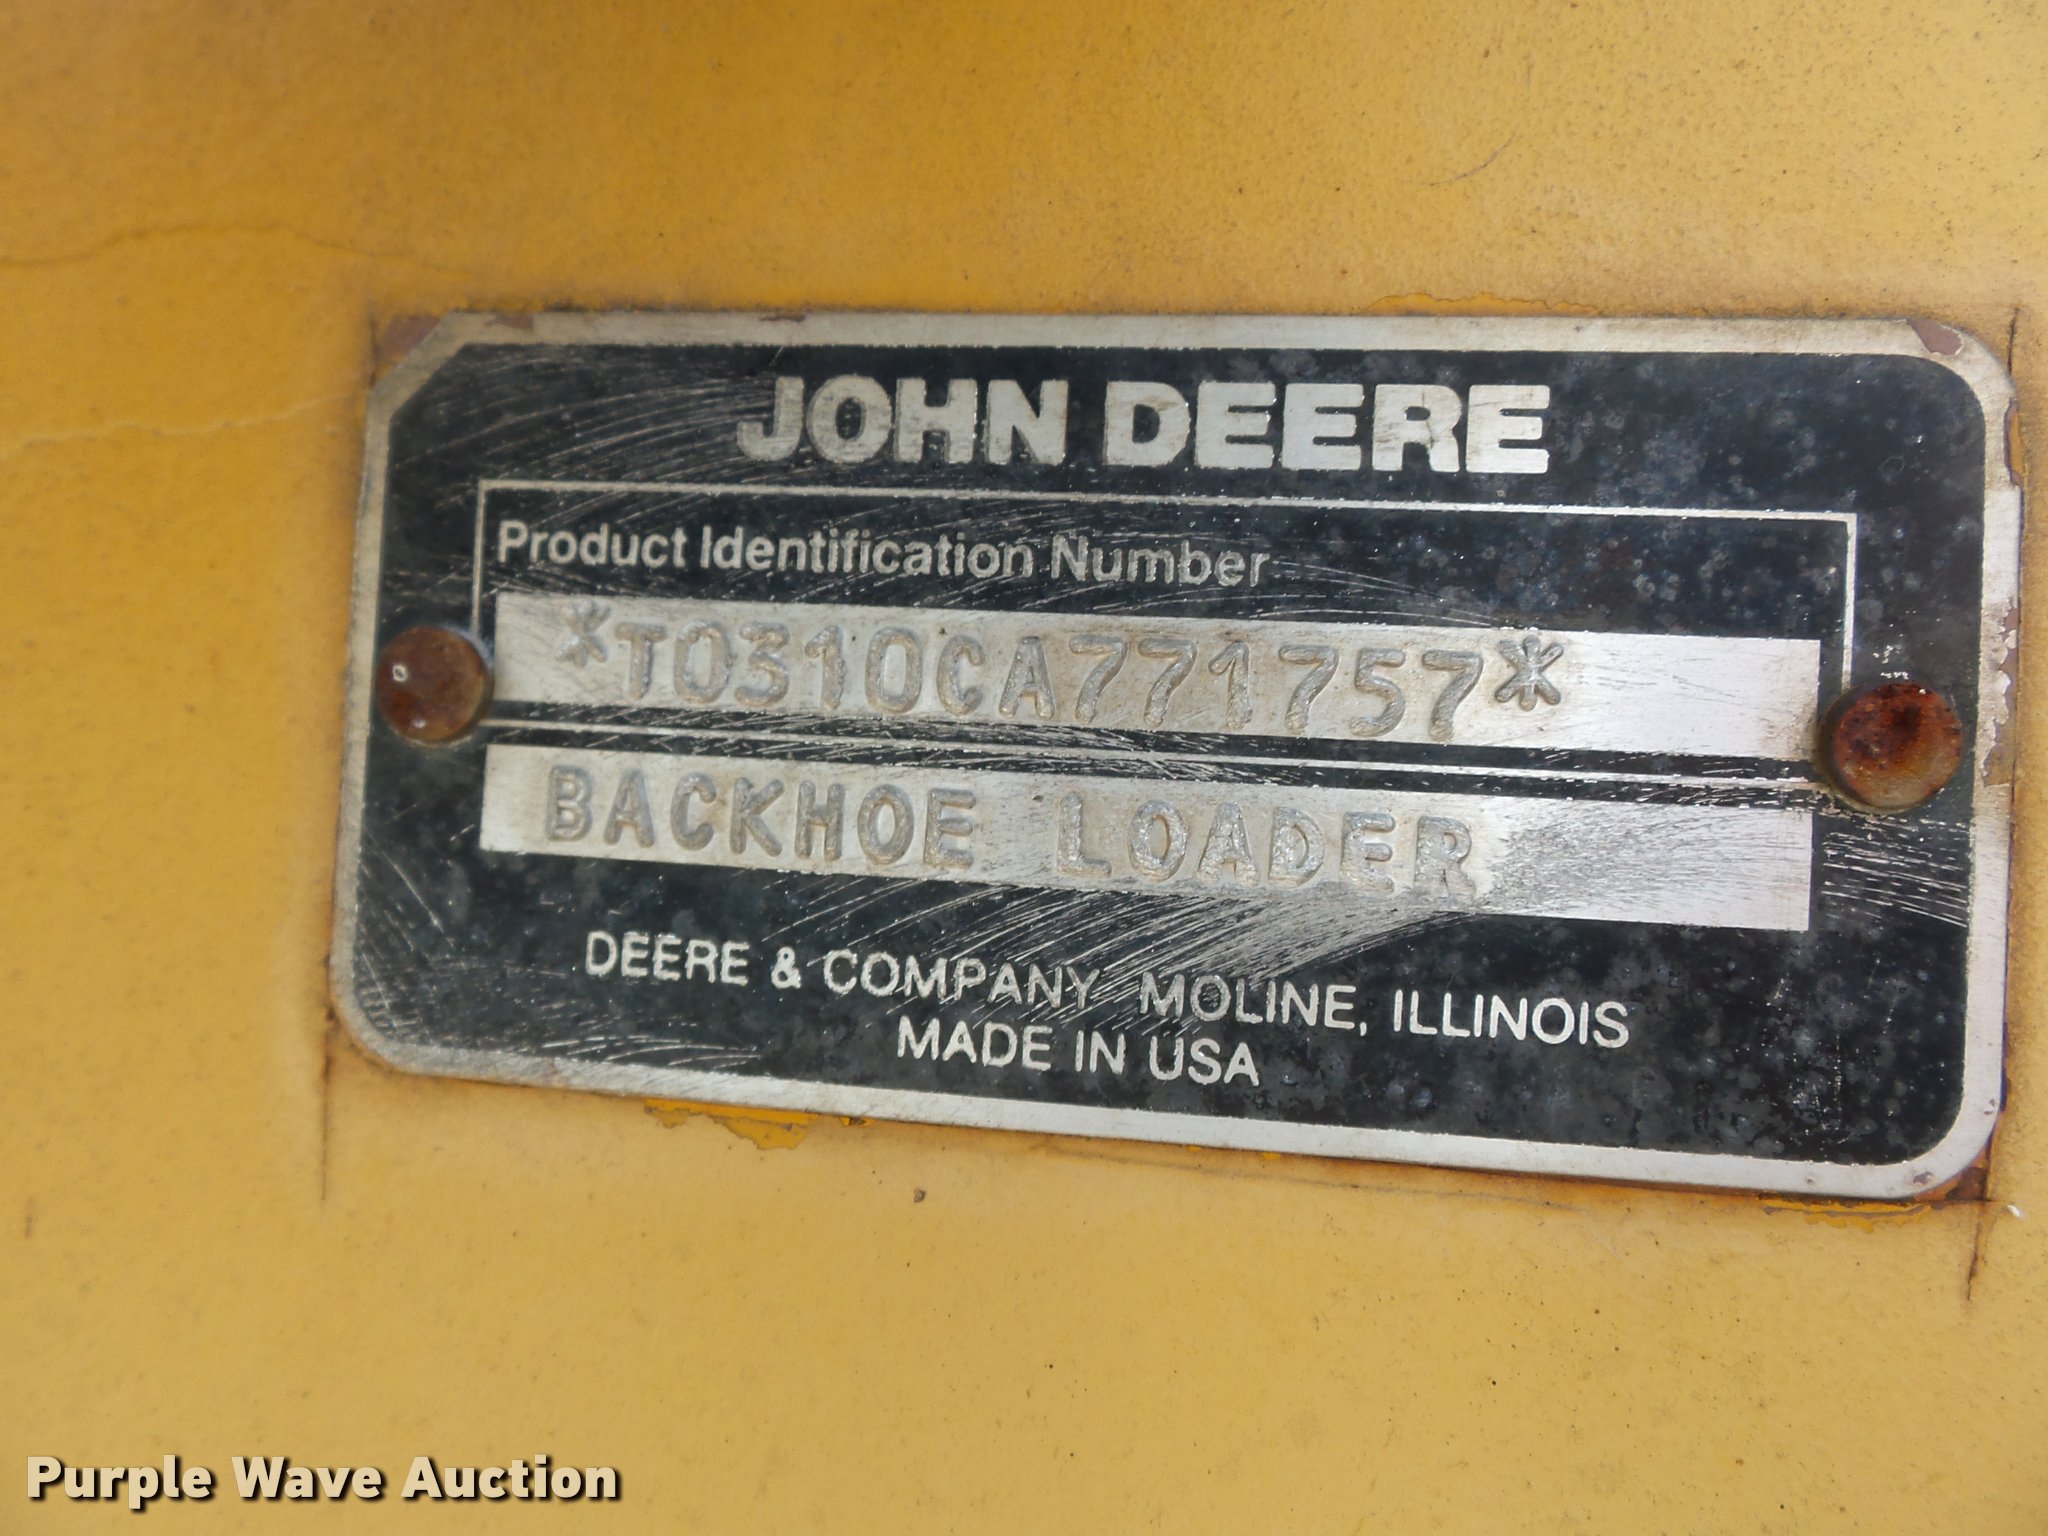 JOHN DEERE
Product Identification Number
*T0310CA771757*
BACKHOE LOADER
DEERE & COMPANY MOLINE, ILLINOIS
MADE IN USA
Purple Wave Auction